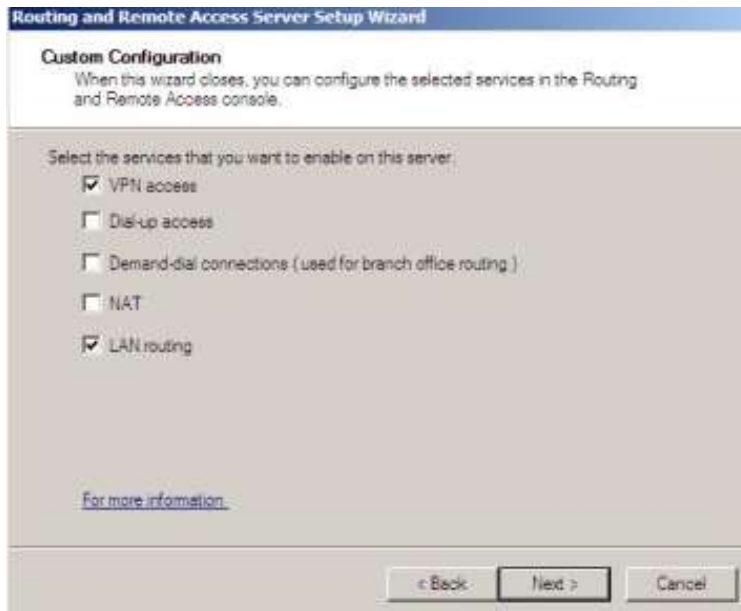 Routing and Remote Access Server Setup Wizard
Custom Configuration
When this wizard closes, you can configure the selected services in the Routing
and Remote Access console.
Select the services that you want to enable on this server.
VPN access
Dial-up access
Demand-dial connections ( used for branch office routing )
NAT
LAN routing
For more information
< Back
Next >
Cancel